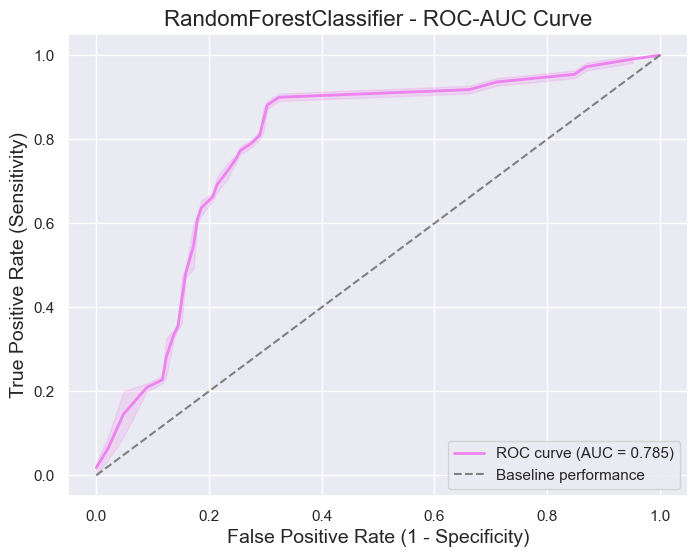 RandomForestClassifier - ROC-AUC Curve
True Positive Rate (Sensitivity)
1.0
0.8
0.6
0.4
0.2
0.0
ROC curve (AUC = 0.785)
Baseline performance
0.0 0.2 0.4 0.6 0.8 1.0
False Positive Rate (1 - Specificity)